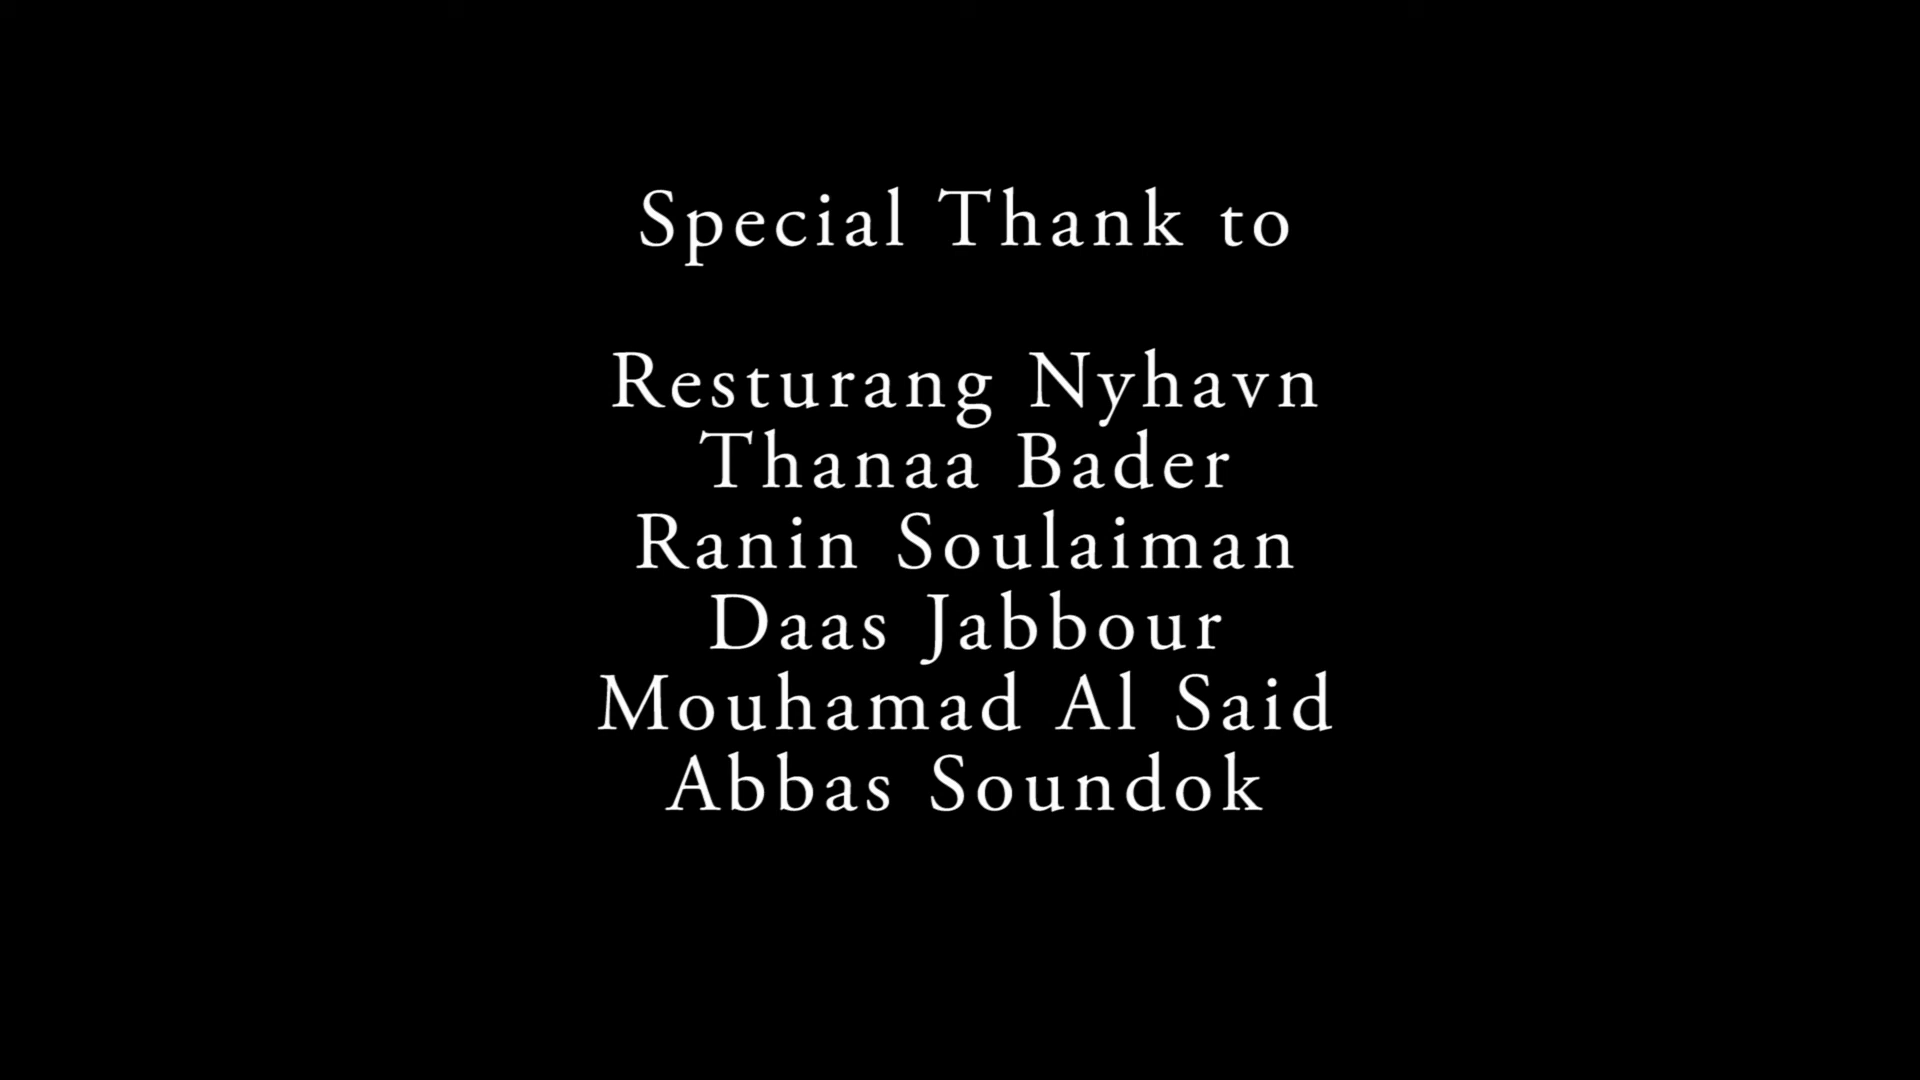 Special Thank to
Resturang Nyhavn
Thanaa Bader
Ranin Soulaiman
Daas Jabbour
Mouhamad Al Said
Abbas Soundok